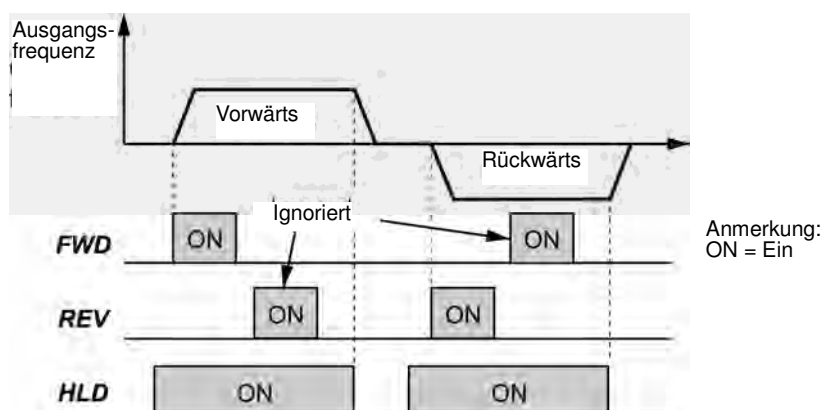 Ausgangs-
frequenz
Vorwärts
Rückwärts
Ignoriert
FWD
ON
ON
Anmerkung:
ON = Ein
REV
ON
ON
HLD
ON
ON